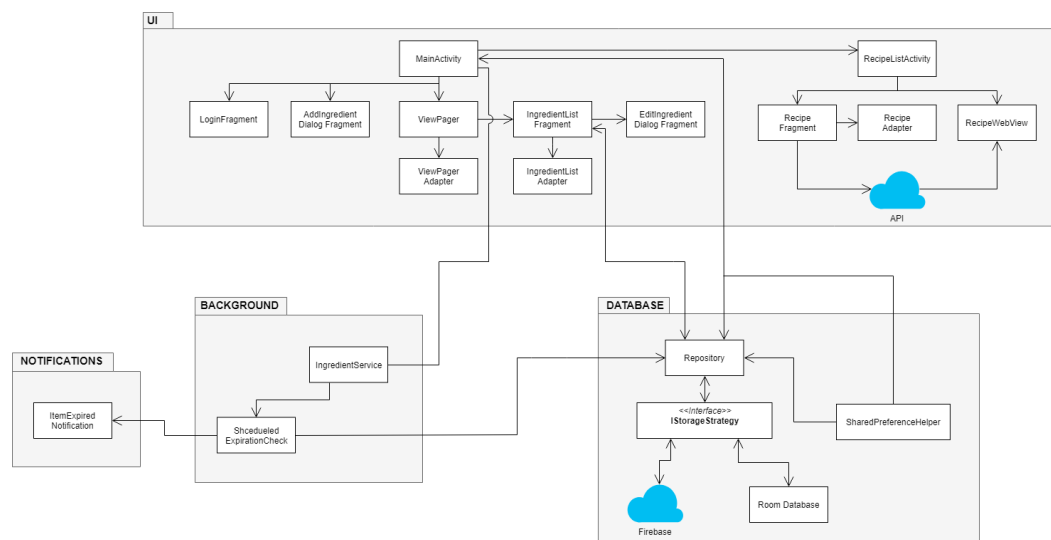 UI
MainActivity
RecipeListActivity
LoginFragment
AddIngredient
Dialog Fragment
ViewPager
IngredientList
Fragment
EditIngredient
Dialog Fragment
Recipe
Fragment
Recipe
Adapter
RecipeWebView
ViewPager
Adapter
IngredientList
Adapter
API
BACKGROUND
DATABASE
NOTIFICATIONS
IngredientService
Repository
ItemExpired
Notification
Shcedueled
ExpirationCheck
<<Interface>>
IStorageStrategy
SharedPreferenceHelper
Firebase
Room Database